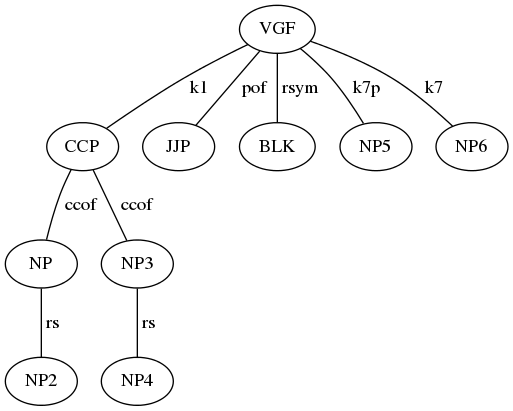 VGF
k1 pof rsym k7p k7
CCP JJP BLK NP5 NP6
ccof ccof
NP NP3
rs rs
NP2 NP4